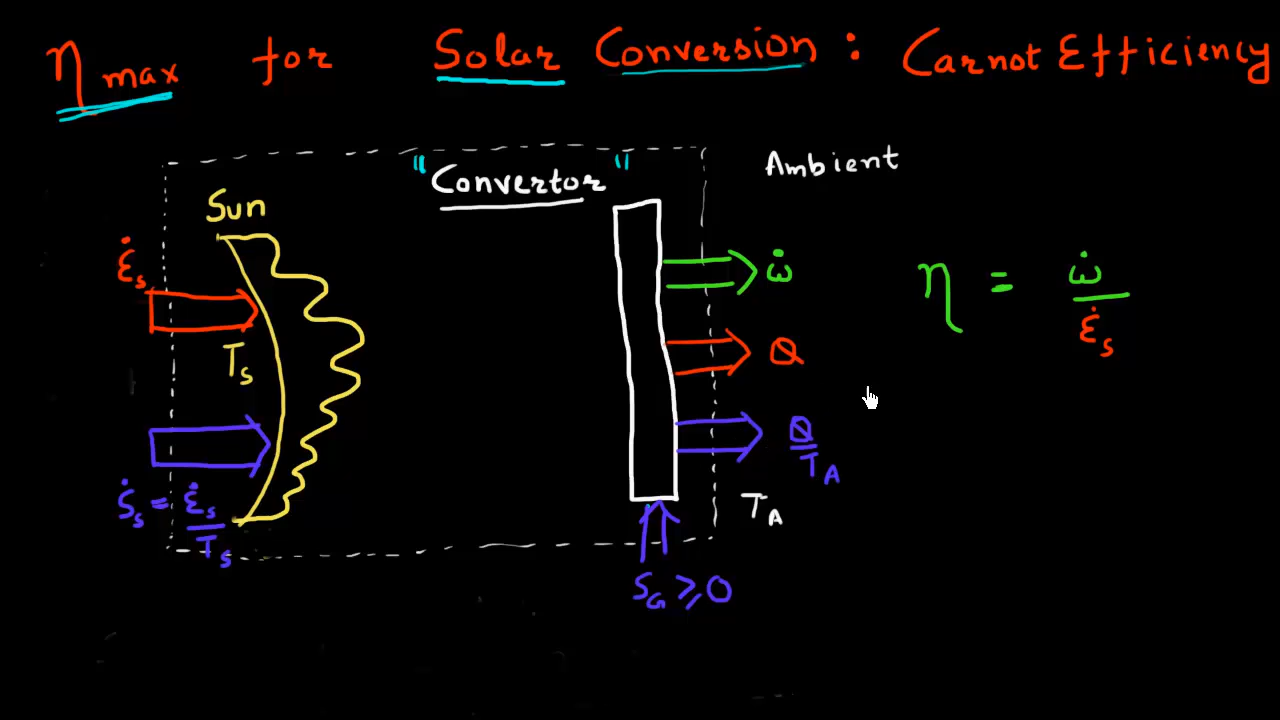 η max for Solar Conversion : Carnot Efficiency
"Convertor"
Ambient
Sun
Ė_s
ẇ
η = ẇ / Ė_s
Q
T_s
Q / T_A
Ṡ_s = Ė_s / T_s
T_A
S_G ⩾ 0